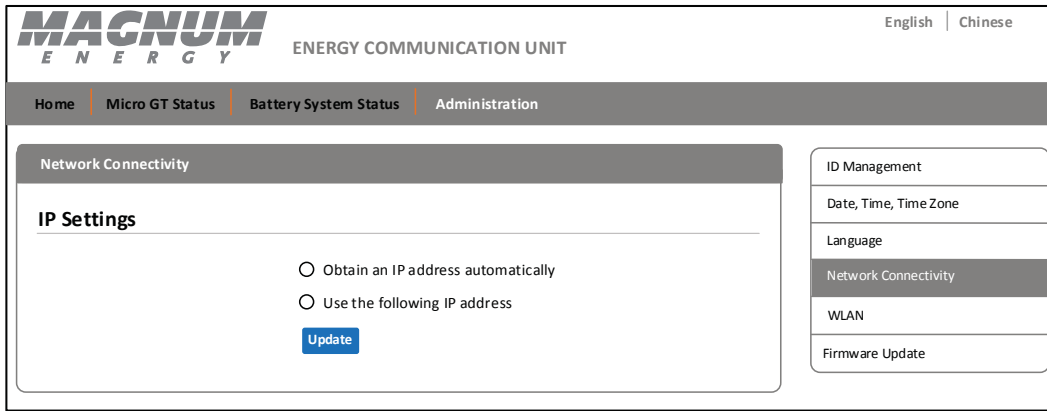 MAGNUM
ENERGY
ENERGY COMMUNICATION UNIT
English | Chinese
Home Micro GT Status Battery System Status Administration
Network Connectivity
IP Settings
Obtain an IP address automatically
Use the following IP address
Update
ID Management
Date, Time, Time Zone
Language
Network Connectivity
WLAN
Firmware Update